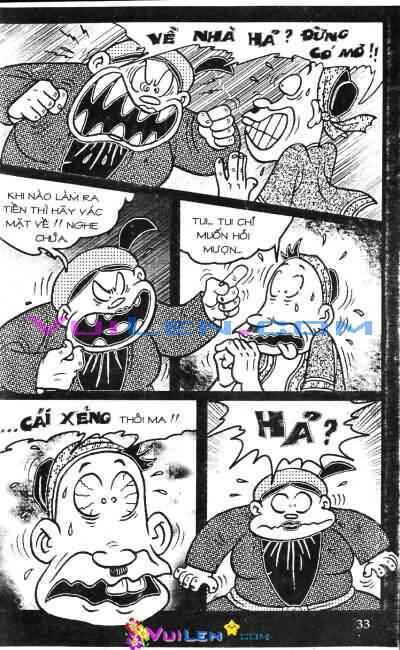 VỀ NHÀ HẢ? ĐỪNG
CÓ MƠ!!
KHI NÀO LÀM RA
TIỀN THÌ HÃY VÁC
MẶT VỀ!! NGHE
CHƯA.
TUI... TUI CHỈ
MUỐN HỎI
MƯỢN...
VUILEN.COM
...CÁI XẺNG THÔI MÀ!!
HẢ?
33
VUILEN.COM